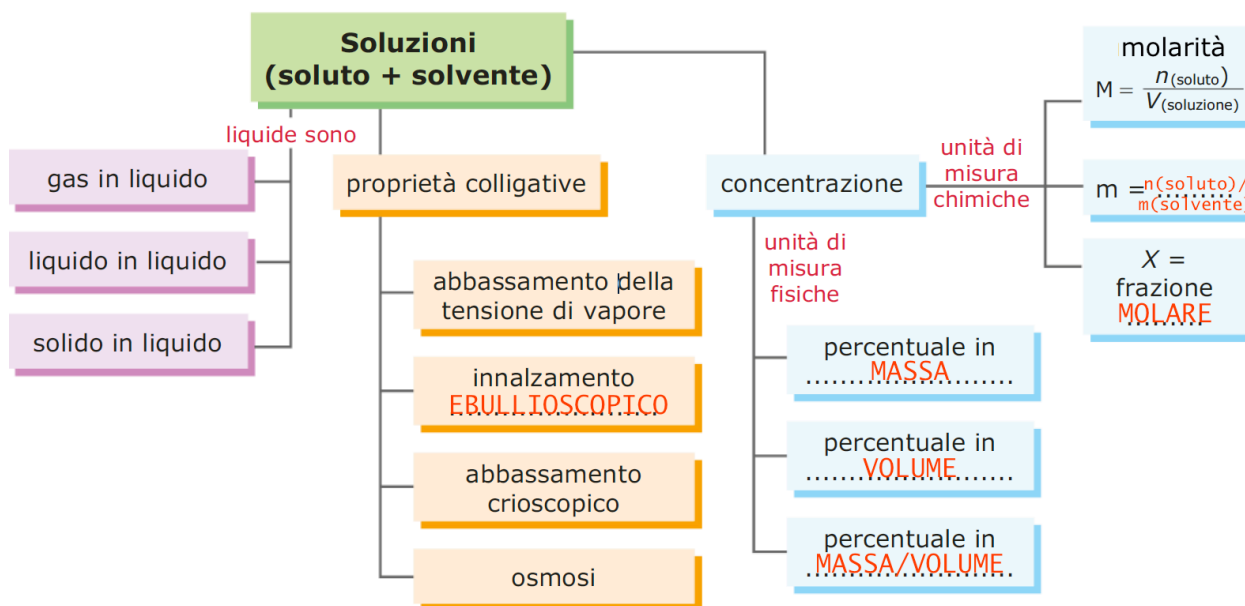 Soluzioni
(soluto + solvente)
liquide sono
gas in liquido
liquido in liquido
solido in liquido
proprietà colligative
abbassamento della
tensione di vapore
innalzamento
EBULLIOSCOPICO
abbassamento
crioscopico
osmosi
concentrazione
unità di
misura
fisiche
percentuale in
MASSA
percentuale in
VOLUME
percentuale in
MASSA/VOLUME
unità di
misura
chimiche
molarità
M = n(soluto)
V(soluzione)
m = n(soluto)/
m(solvente)
X =
frazione
MOLARE